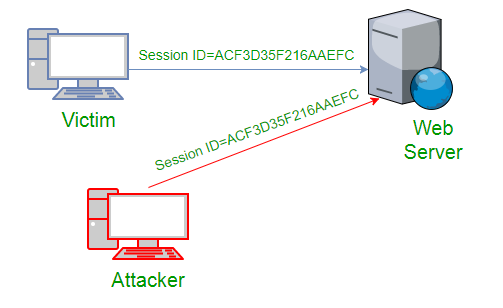 Session ID=ACF3D35F216AAEFC
Victim
Session ID=ACF3D35F216AAEFC
Web
Server
Attacker